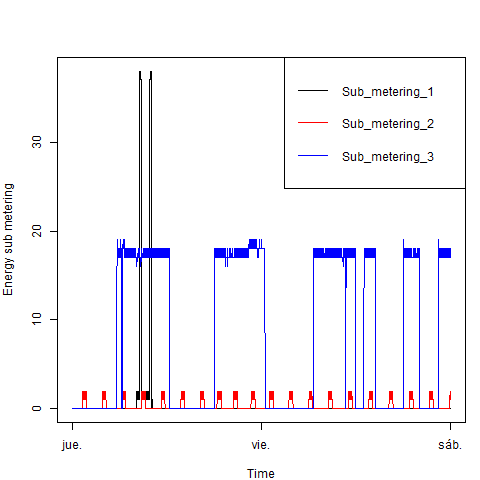 Sub_metering_1
Sub_metering_2
Sub_metering_3
Energy sub metering
30
20
10
0
jue.
vie.
sáb.
Time